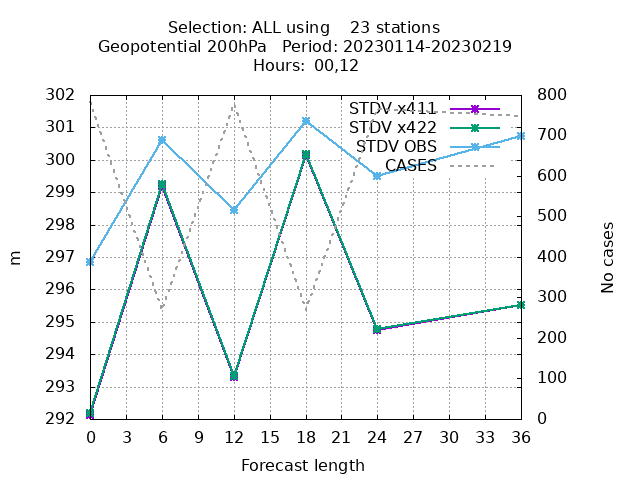 Selection: ALL using    23 stations
Geopotential 200hPa   Period: 20230114-20230219
Hours:  00,12
302
301
300
299
298
297
296
295
294
293
292
m
800
700
600
500
400
300
200
100
0
No cases
STDV x411
STDV x422
STDV OBS
CASES
0 3 6 9 12 15 18 21 24 27 30 33 36
Forecast length